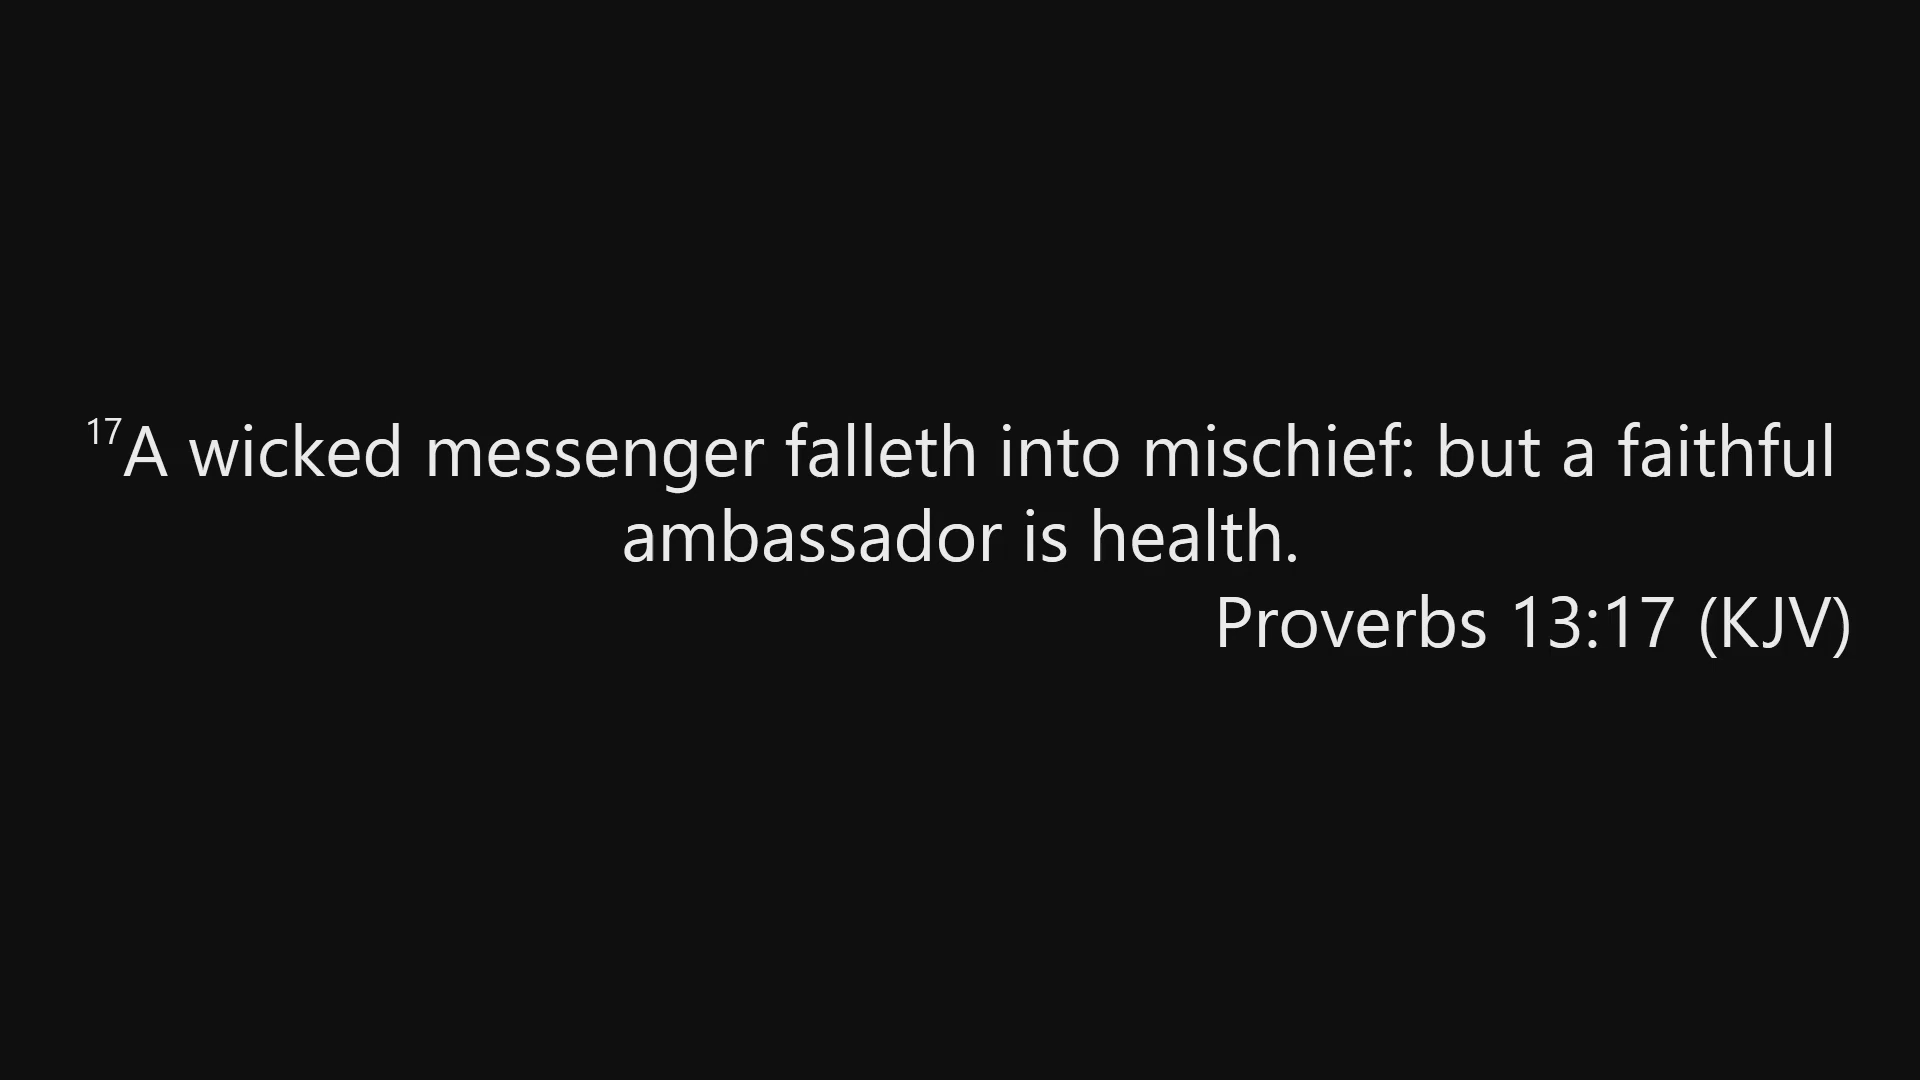 17A wicked messenger falleth into mischief: but a faithful
ambassador is health.
Proverbs 13:17 (KJV)